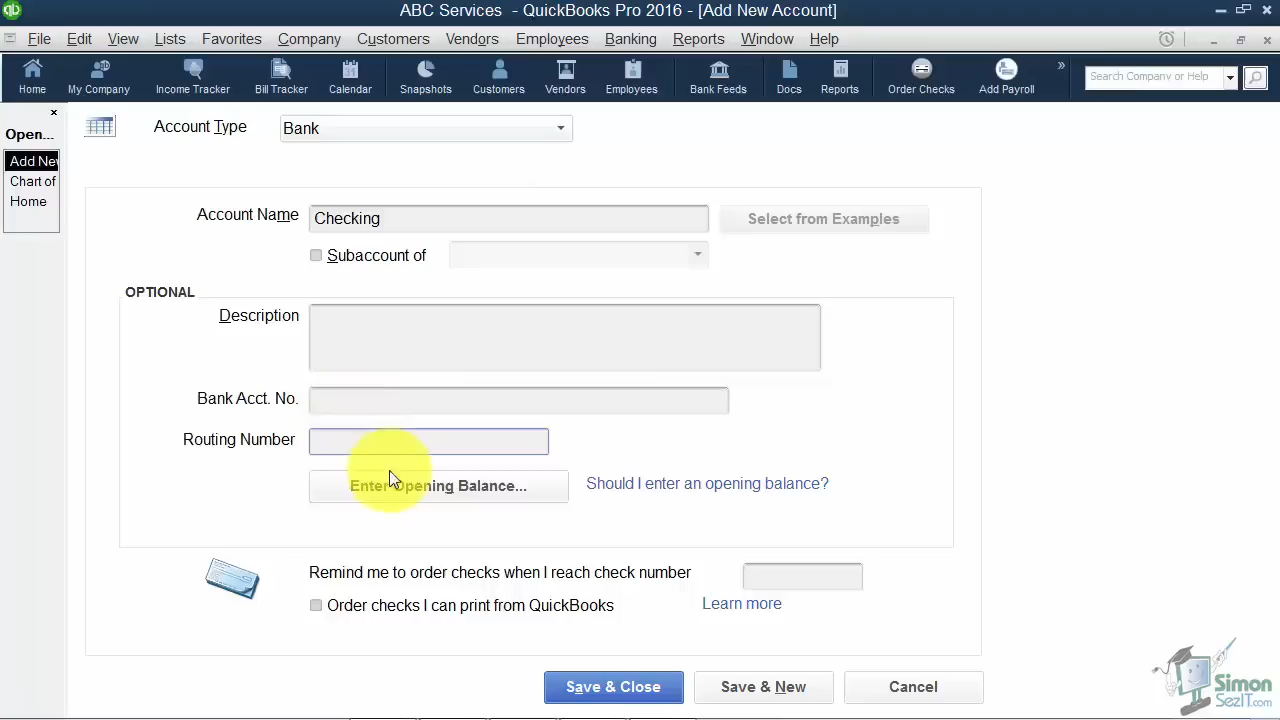 ABC Services - QuickBooks Pro 2016 - [Add New Account]
File Edit View Lists Favorites Company Customers Vendors Employees Banking Reports Window Help
Home My Company Income Tracker Bill Tracker Calendar Snapshots Customers Vendors Employees Bank Feeds Docs Reports Order Checks Add Payroll » Search Company or Help
Open...
Add Nev
Chart of
Home
Account Type Bank
Account Name Checking Select from Examples
Subaccount of
OPTIONAL
Description
Bank Acct. No.
Routing Number
Enter Opening Balance... Should I enter an opening balance?
Remind me to order checks when I reach check number
Order checks I can print from QuickBooks Learn more
Save & Close Save & New Cancel
Simon
SezIT.com